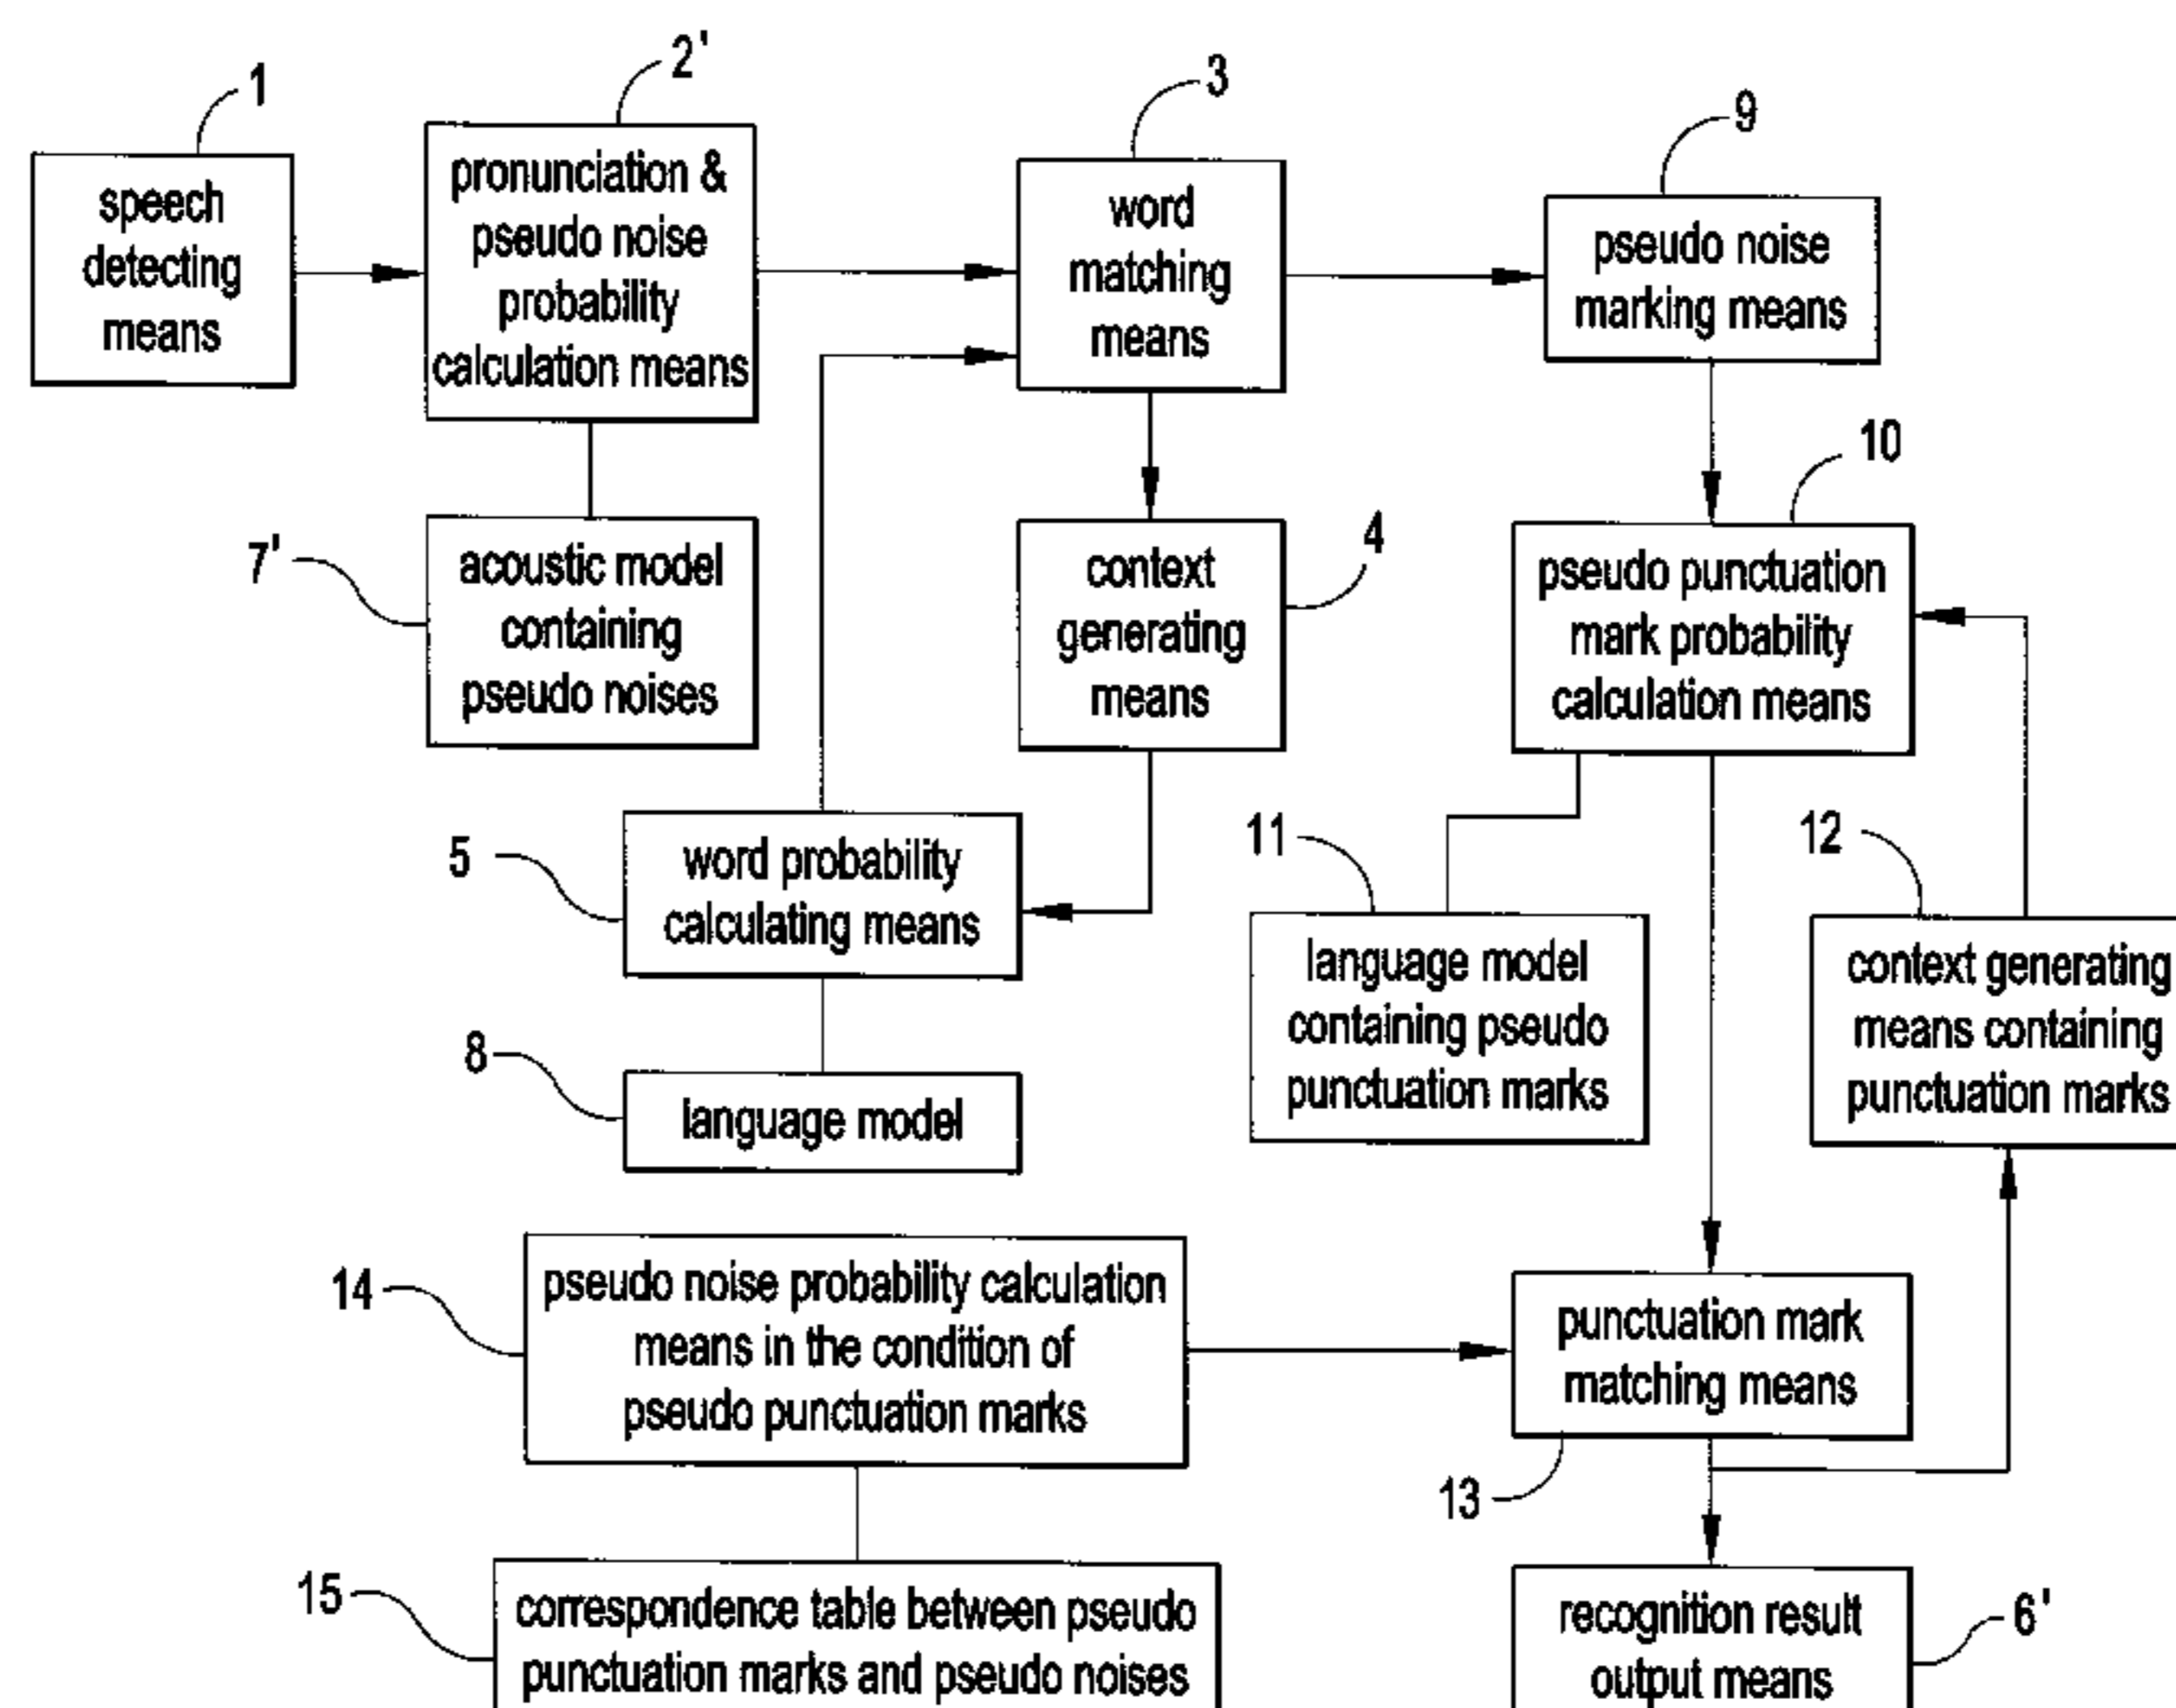 1
speech
detecting
means
2'
pronunciation &
pseudo noise
probability
calculation means
3
word
matching
means
9
pseudo noise
marking means
7'
acoustic model
containing
pseudo noises
4
context
generating
means
10
pseudo punctuation
mark probability
calculation means
5
word probability
calculating means
11
language model
containing pseudo
punctuation marks
12
context generating
means containing
punctuation marks
8
language model
14
pseudo noise probability calculation
means in the condition of
pseudo punctuation marks
punctuation mark
matching means
13
15
correspondence table between pseudo
punctuation marks and pseudo noises
recognition result
output means
6'